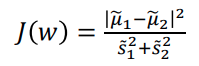 J(w) = |μ̃₁−μ̃₂|² / s̃₁²+s̃₂²